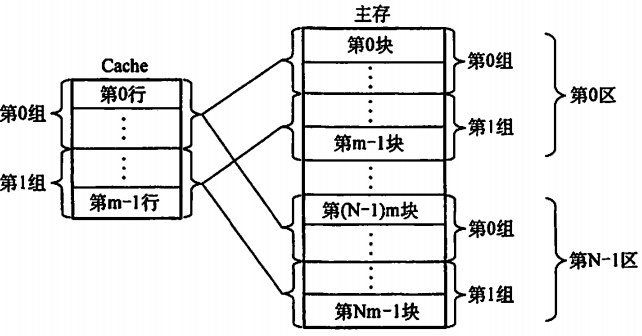 主存
Cache
第0块
第0组
第0区
第0行
⋮
第0组
⋮
⋮
第1组
⋮
第1组
第m-1块
第m-1行
⋮
第(N-1)m块
第0组
⋮
第N-1区
⋮
第1组
第Nm-1块